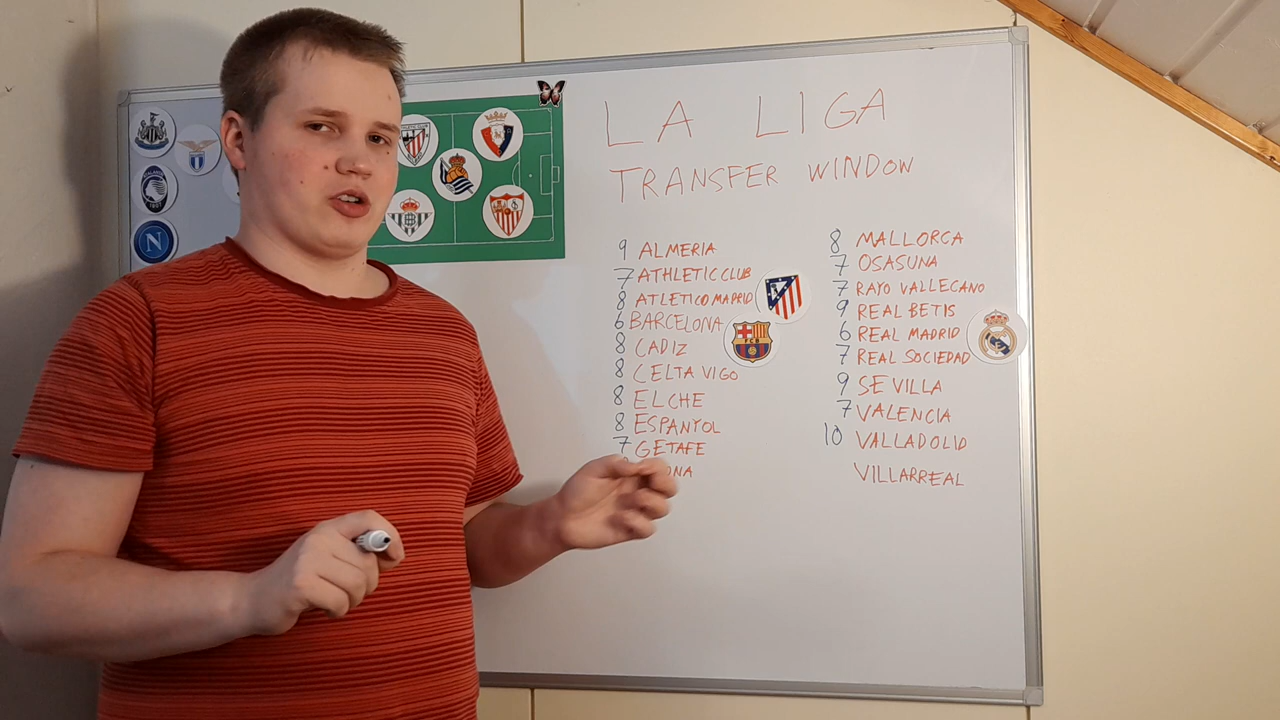 LA LIGA
TRANSFER WINDOW
9 ALMERIA
7 ATHLETIC CLUB
8 ATLETICO MADRID
6 BARCELONA
8 CADIZ
8 CELTA VIGO
8 ELCHE
8 ESPANYOL
7 GETAFE
ONA
8 MALLORCA
7 OSASUNA
7 RAYO VALLECANO
9 REAL BETIS
6 REAL MADRID
7 REAL SOCIEDAD
9 SEVILLA
7 VALENCIA
10 VALLADOLID
VILLARREAL
FCB
N